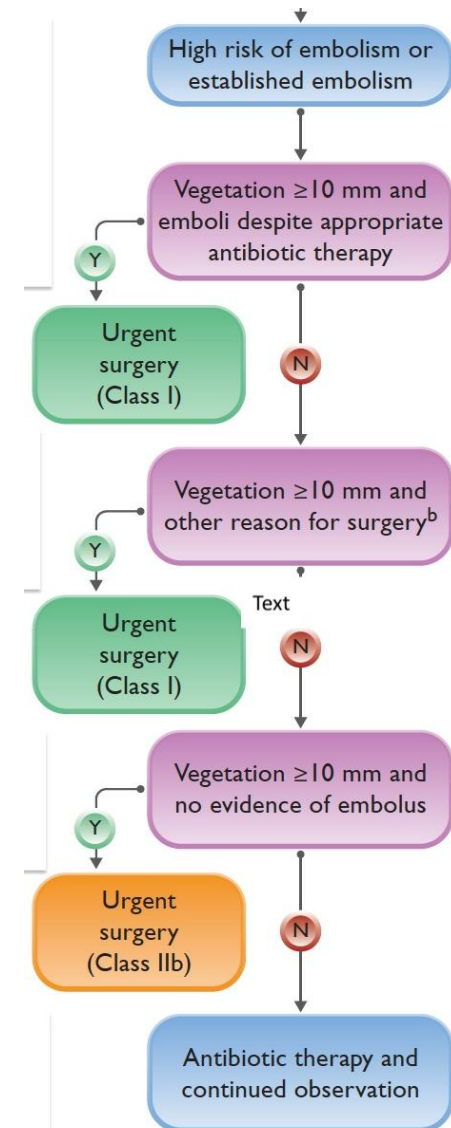 High risk of embolism or
established embolism
Vegetation ≥10 mm and
emboli despite appropriate
antibiotic therapy
Y
Urgent
surgery
(Class I)
N
Vegetation ≥10 mm and
other reason for surgeryᵇ
Y
Urgent
surgery
(Class I)
Text
N
Vegetation ≥10 mm and
no evidence of embolus
Y
Urgent
surgery
(Class IIb)
N
Antibiotic therapy and
continued observation